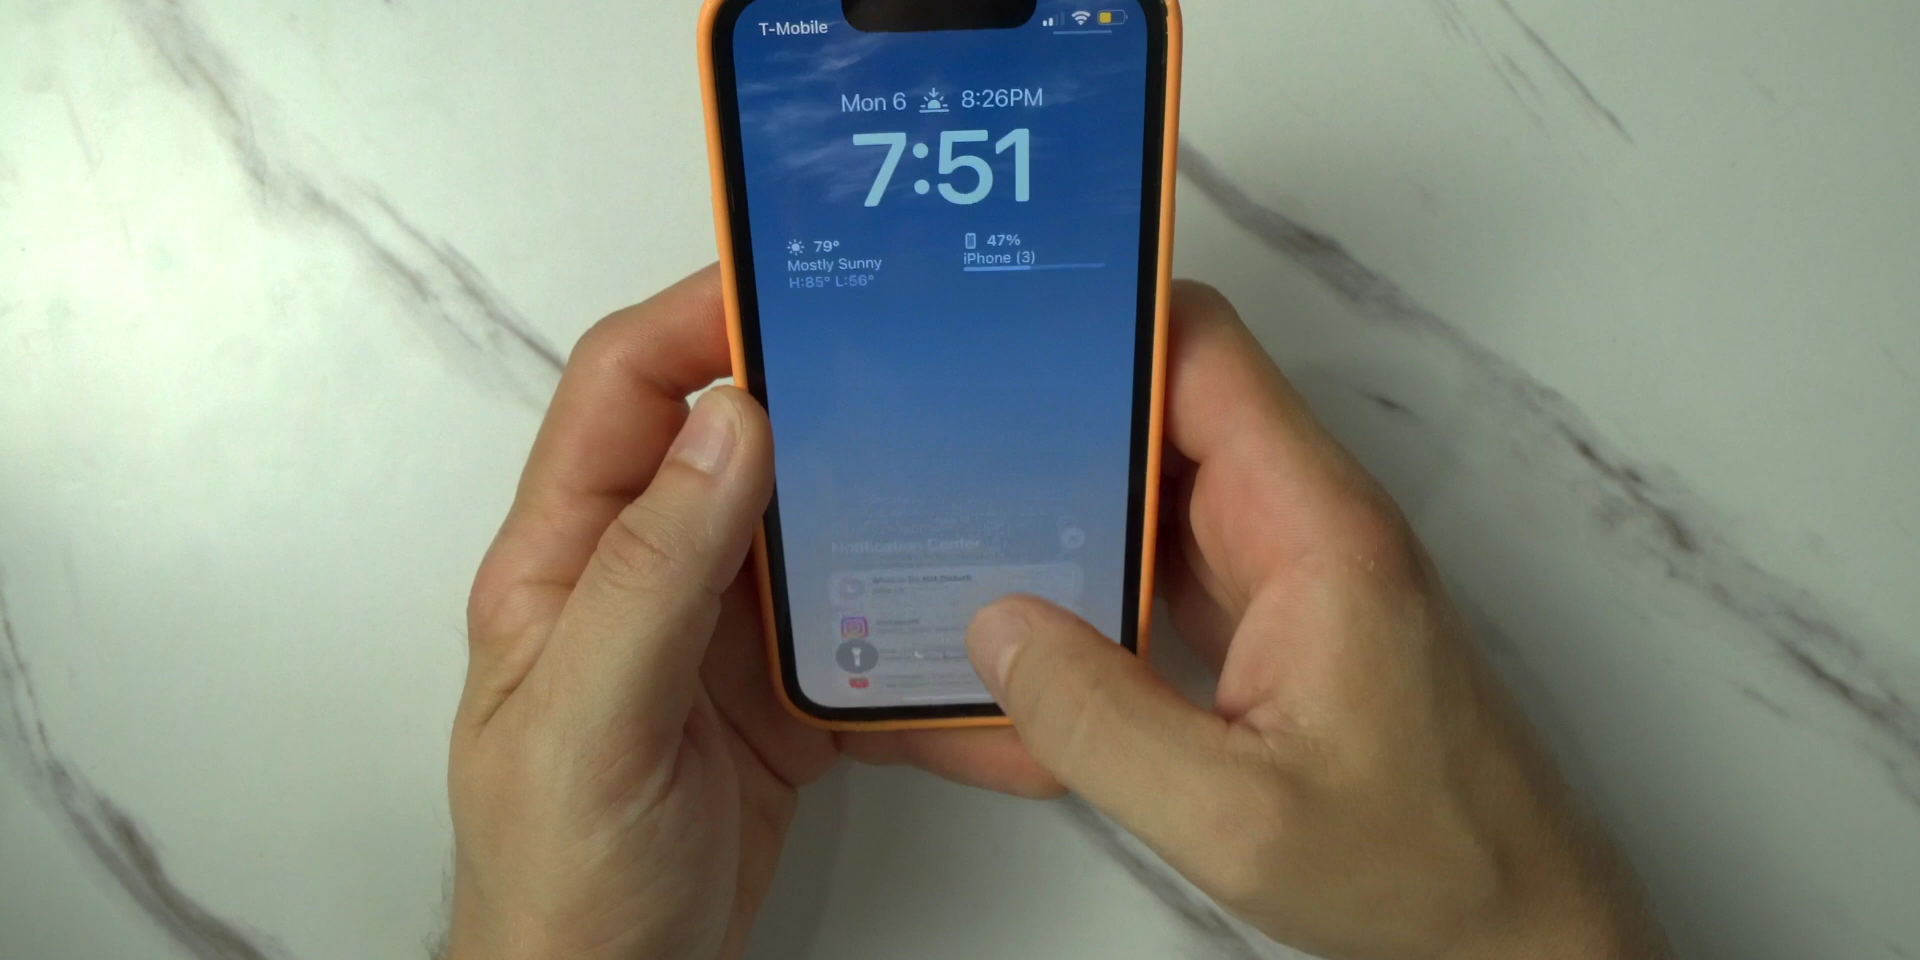 T-Mobile
Mon 6 8:26PM
7:51
79°
Mostly Sunny
H:85° L:56°
47%
iPhone (3)
Notification Center